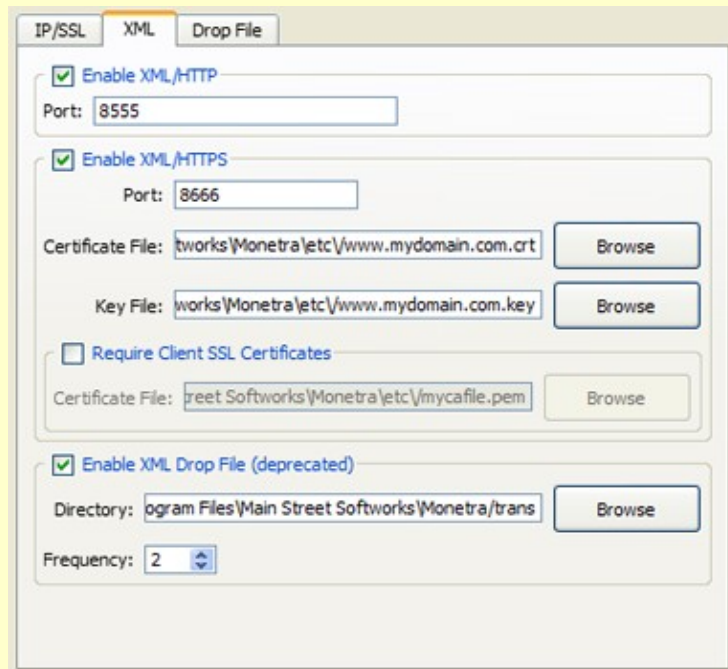 IP/SSL XML Drop File
Enable XML/HTTP
Port: 8555
Enable XML/HTTPS
Port: 8666
Certificate File: tworks\Monetra\etc\/www.mydomain.com.crt Browse
Key File: works\Monetra\etc\/www.mydomain.com.key Browse
Require Client SSL Certificates
Certificate File: reet Softworks\Monetra\etc\/mycafile.pem Browse
Enable XML Drop File (deprecated)
Directory: ogram Files\Main Street Softworks\Monetra/trans Browse
Frequency: 2